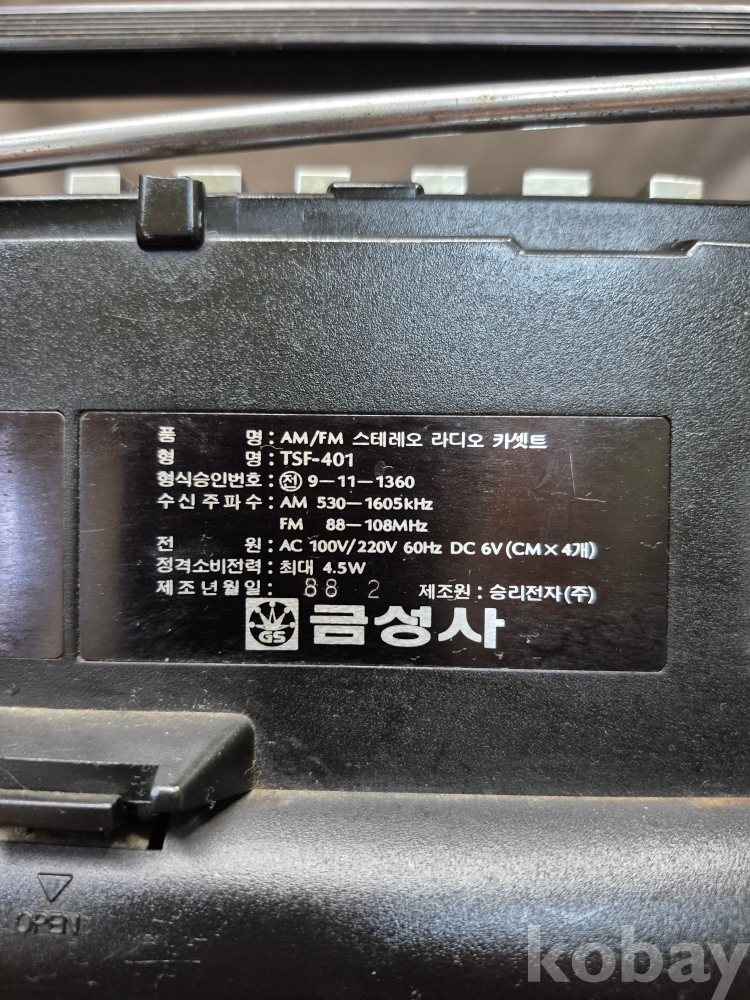 품 명 : AM/FM 스테레오 라디오 카셋트
형 명 : TSF-401
형식승인번호 : 전 9-11-1360
수신주파수 : AM 530-1605kHz
FM 88-108MHz
전 원 : AC 100V/220V 60Hz DC 6V(CM×4개)
정격소비전력 : 최대 4.5W
제조년월일 : 88 2 제조원 : 승리전자(주)
GS 금성사
OPEN
kobay